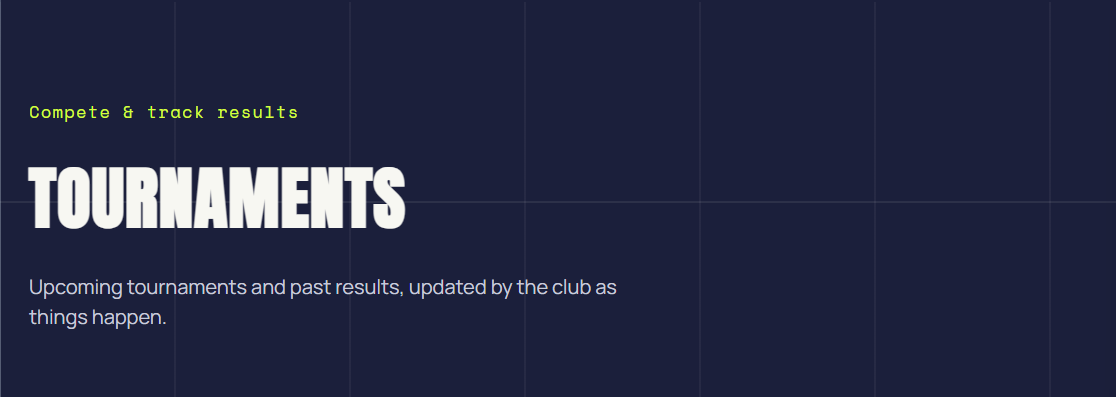 Compete & track results
TOURNAMENTS
Upcoming tournaments and past results, updated by the club as
things happen.